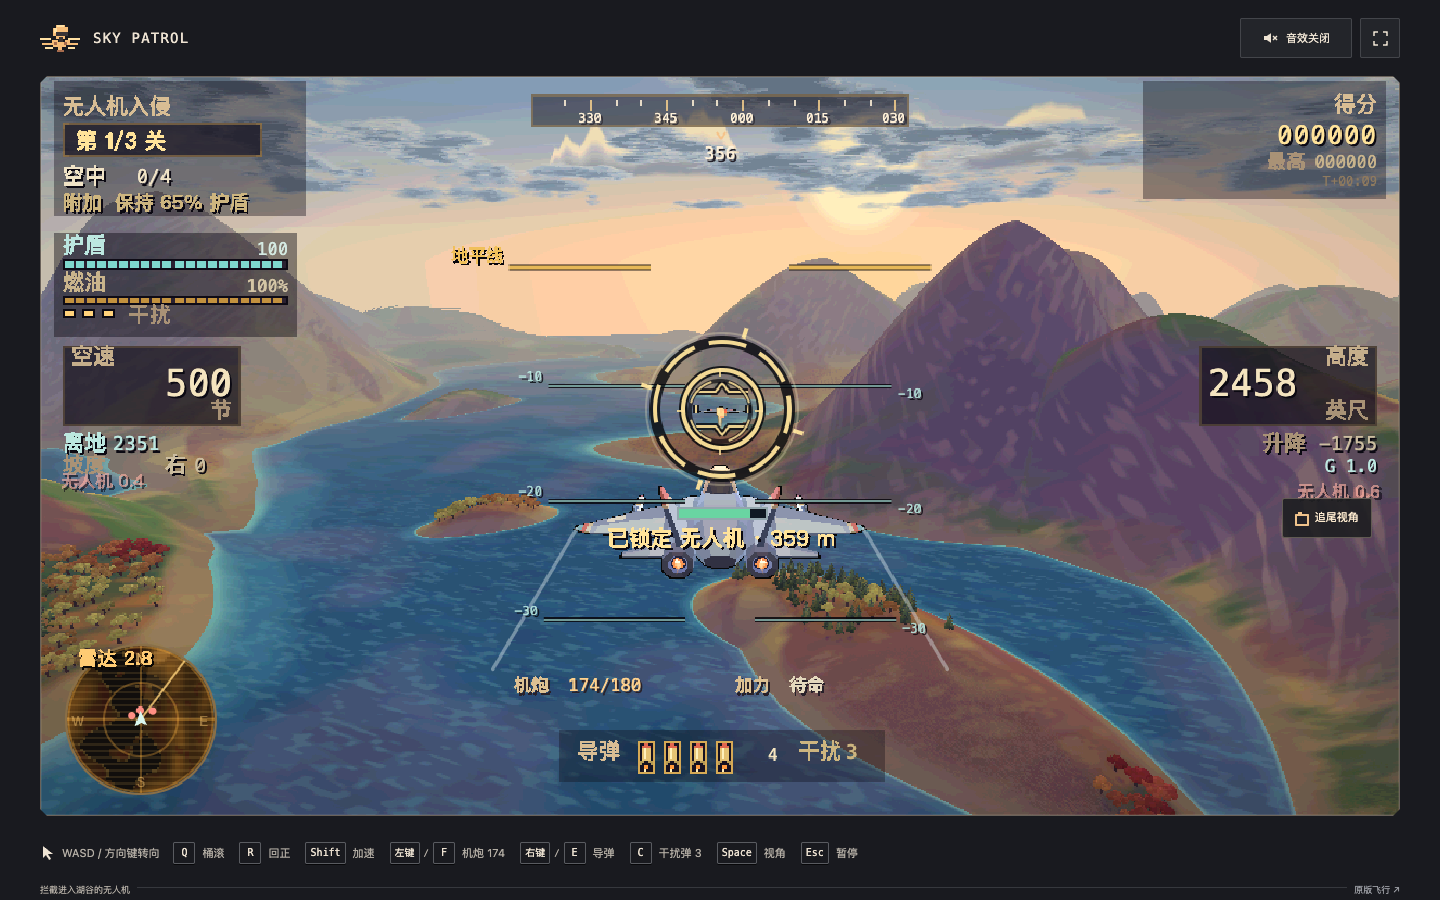 SKY PATROL
音效关闭
无人机入侵
第 1/3 关
空中 0/4
附加 保持 65% 护盾
护盾 100
燃油 100%
干扰
空速
500
节
离地 2351
坡度 右 0
无人机 0.4
330 345 000 015 030
356
地平线
得分
000000
最高 000000
T+00:09
高度
2458
英尺
升降 -1755
G 1.0
无人机 0.6
追尾视角
-10 -10
-20 -20
-30 -30
已锁定 无人机 · 359 m
雷达 2.8
W E
S
机炮 174/180 加力 待命
导弹 4 干扰 3
WASD / 方向键转向 Q 桶滚 R 回正 Shift 加速 左键 / F 机炮 174 右键 / E 导弹 C 干扰弹 3 Space 视角 Esc 暂停
拦截进入湖谷的无人机
原版飞行 ↗